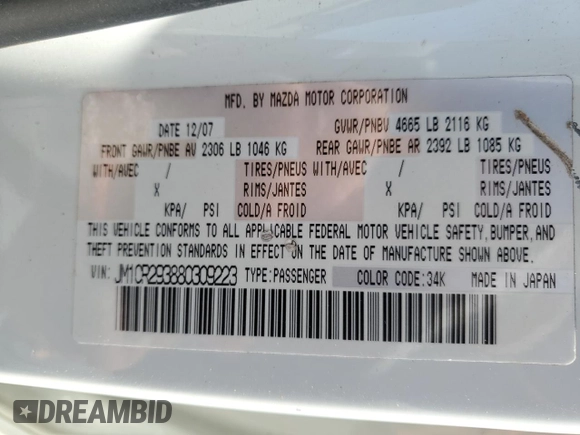 MFD. BY MAZDA MOTOR CORPORATION
DATE 12/07 GVWR/PNBV 4665 LB 2116 KG
FRONT GAWR/PNBE AV 2306 LB 1046 KG REAR GAWR/PNBE AR 2392 LB 1085 KG
WITH/AVEC / TIRES/PNEUS WITH/AVEC / TIRES/PNEUS
X RIMS/JANTES X RIMS/JANTES
KPA/ PSI COLD/A FROID KPA/ PSI COLD/A FROID
THIS VEHICLE CONFORMS TO ALL APPLICABLE FEDERAL MOTOR VEHICLE SAFETY, BUMPER, AND
THEFT PREVENTION STANDARDS IN EFFECT ON THE DATE OF MANUFACTURE SHOWN ABOVE.
VIN: JM1CR293880309223 TYPE:PASSENGER COLOR CODE:34K MADE IN JAPAN
DREAMBID